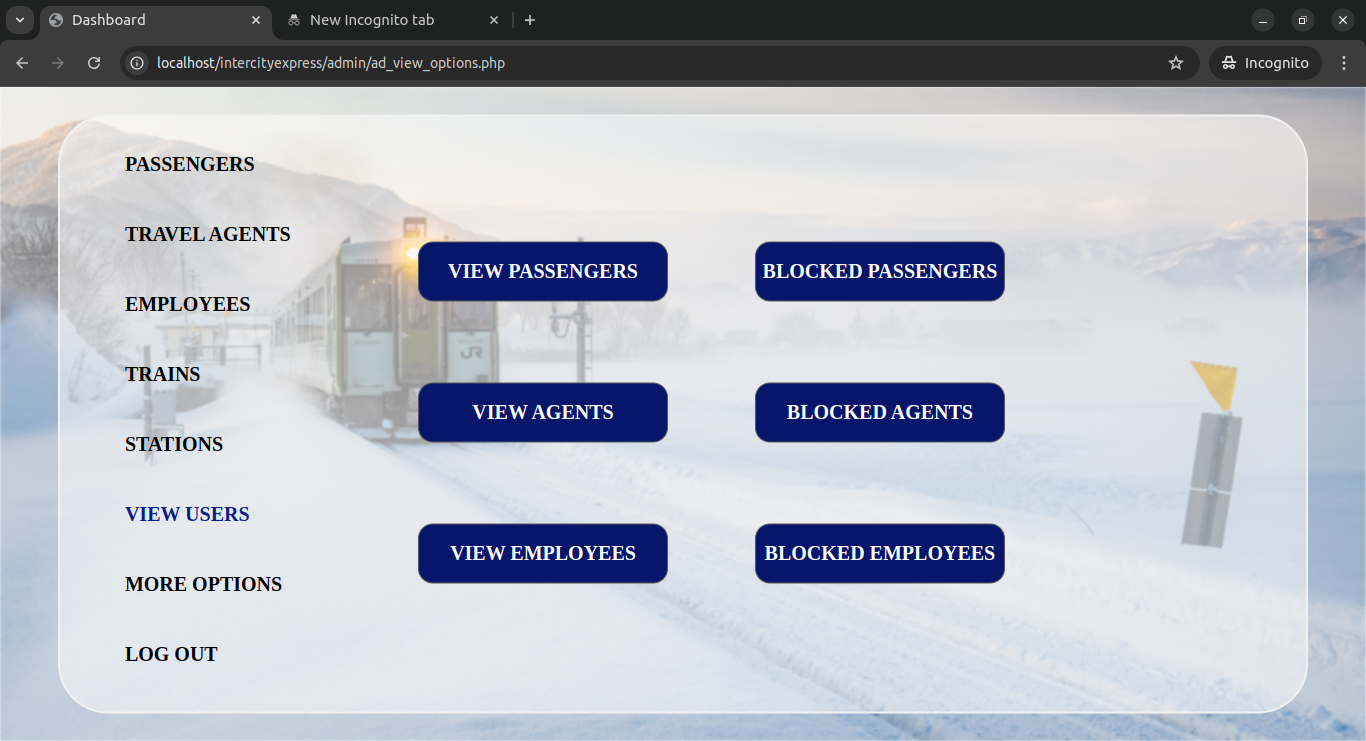 Dashboard
New Incognito tab
localhost/intercityexpress/admin/ad_view_options.php
Incognito
PASSENGERS
TRAVEL AGENTS
EMPLOYEES
TRAINS
STATIONS
VIEW USERS
MORE OPTIONS
LOG OUT
VIEW PASSENGERS
BLOCKED PASSENGERS
VIEW AGENTS
BLOCKED AGENTS
VIEW EMPLOYEES
BLOCKED EMPLOYEES
JR